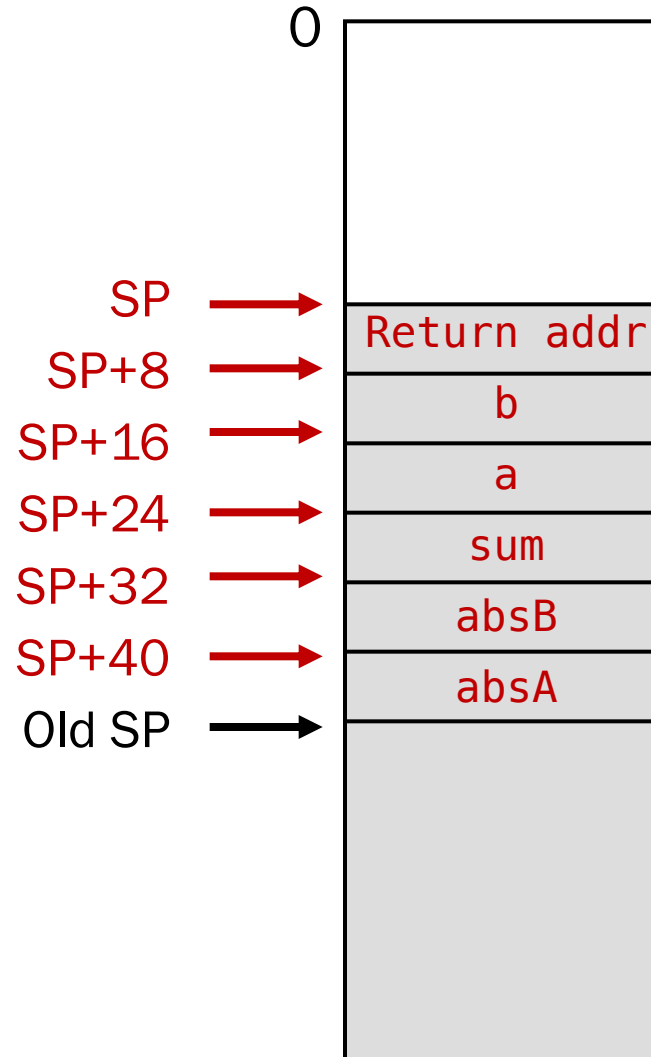 0
SP
Return addr
SP+8
b
SP+16
a
SP+24
sum
SP+32
absB
SP+40
absA
Old SP